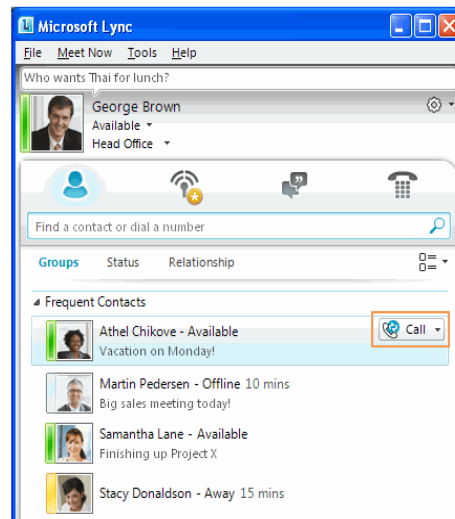 Microsoft Lync
File Meet Now Tools Help
Who wants Thai for lunch?
George Brown
Available
Head Office
Find a contact or dial a number
Groups Status Relationship
Frequent Contacts
Athel Chikove - Available Call
Vacation on Monday!
Martin Pedersen - Offline 10 mins
Big sales meeting today!
Samantha Lane - Available
Finishing up Project X
Stacy Donaldson - Away 15 mins